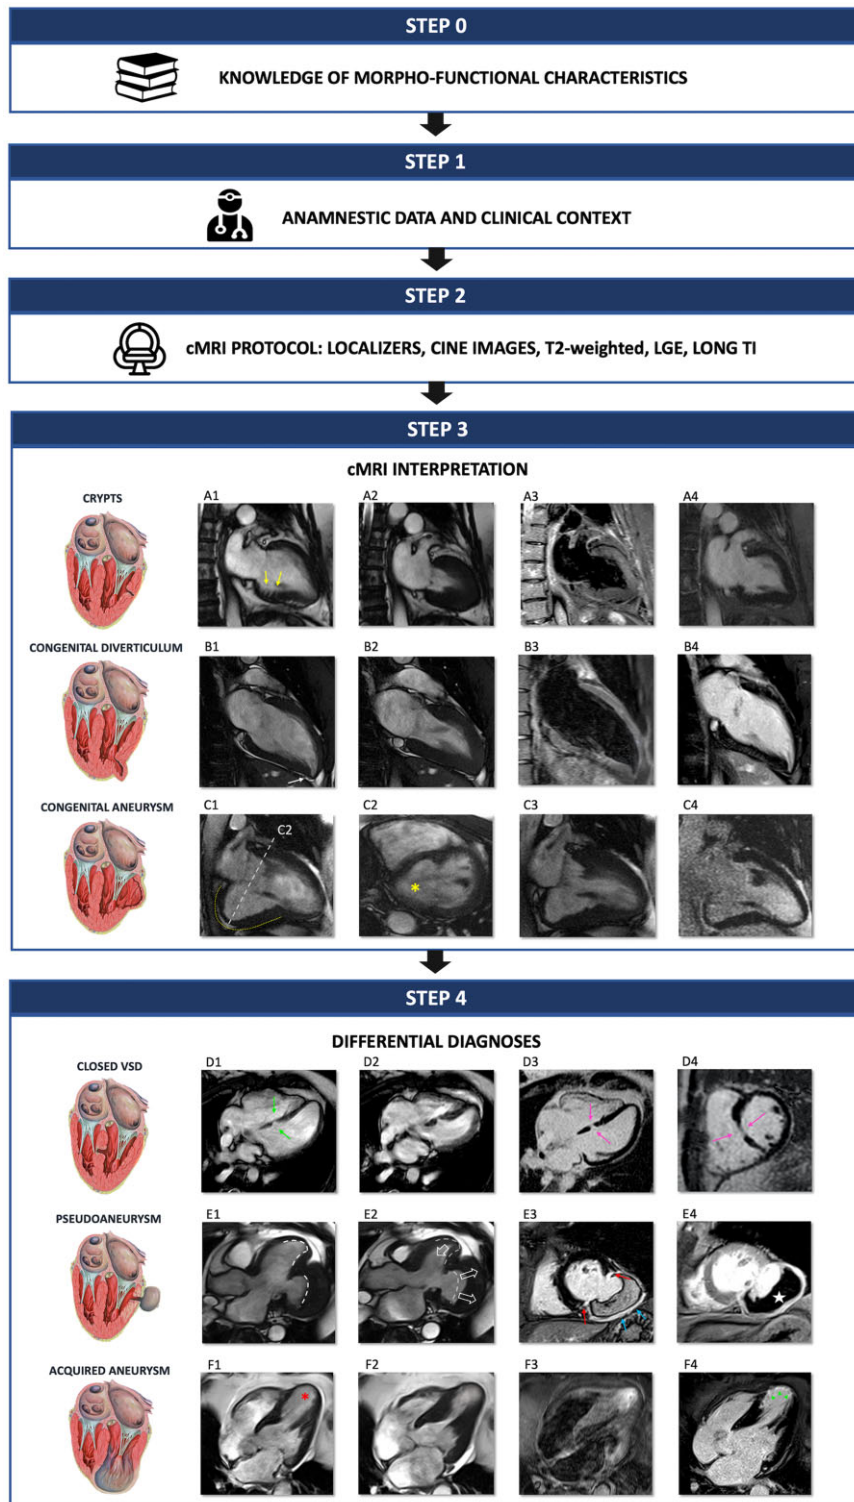 STEP 0
KNOWLEDGE OF MORPHO-FUNCTIONAL CHARACTERISTICS
STEP 1
ANAMNESTIC DATA AND CLINICAL CONTEXT
STEP 2
cMRI PROTOCOL: LOCALIZERS, CINE IMAGES, T2-weighted, LGE, LONG TI
STEP 3
cMRI INTERPRETATION
CRYPTS
A1 A2 A3 A4
CONGENITAL DIVERTICULUM
B1 B2 B3 B4
CONGENITAL ANEURYSM
C1 C2 C3 C4
C2
STEP 4
DIFFERENTIAL DIAGNOSES
CLOSED VSD
D1 D2 D3 D4
PSEUDOANEURYSM
E1 E2 E3 E4
ACQUIRED ANEURYSM
F1 F2 F3 F4